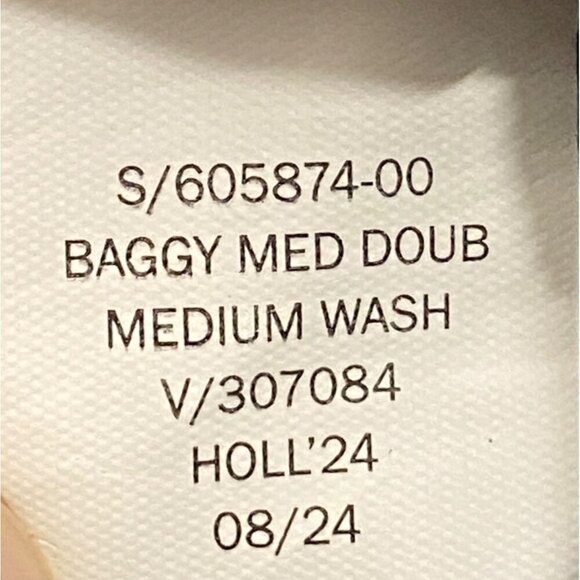 S/605874-00
BAGGY MED DOUB
MEDIUM WASH
V/307084
HOLL'24
08/24